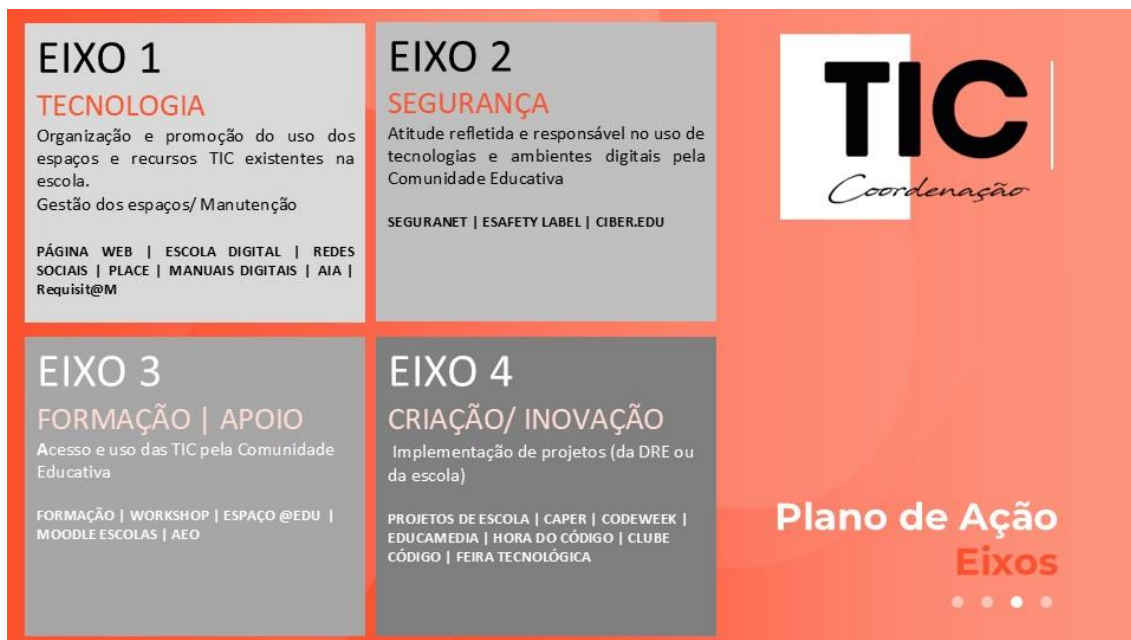 EIXO 1
TECNOLOGIA
Organização e promoção do uso dos
espaços e recursos TIC existentes na
escola.
Gestão dos espaços/ Manutenção
PÁGINA WEB | ESCOLA DIGITAL | REDES
SOCIAIS | PLACE | MANUAIS DIGITAIS | AIA |
Requisit@M
EIXO 2
SEGURANÇA
Atitude refletida e responsável no uso de
tecnologias e ambientes digitais pela
Comunidade Educativa
SEGURANET | ESAFETY LABEL | CIBER.EDU
EIXO 3
FORMAÇÃO | APOIO
Acesso e uso das TIC pela Comunidade
Educativa
FORMAÇÃO | WORKSHOP | ESPAÇO @EDU |
MOODLE ESCOLAS | AEO
EIXO 4
CRIAÇÃO/ INOVAÇÃO
Implementação de projetos (da DRE ou
da escola)
PROJETOS DE ESCOLA | CAPER | CODEWEEK |
EDUCAMEDIA | HORA DO CÓDIGO | CLUBE
CÓDIGO | FEIRA TECNOLÓGICA
TIC
Coordenação
Plano de Ação
Eixos